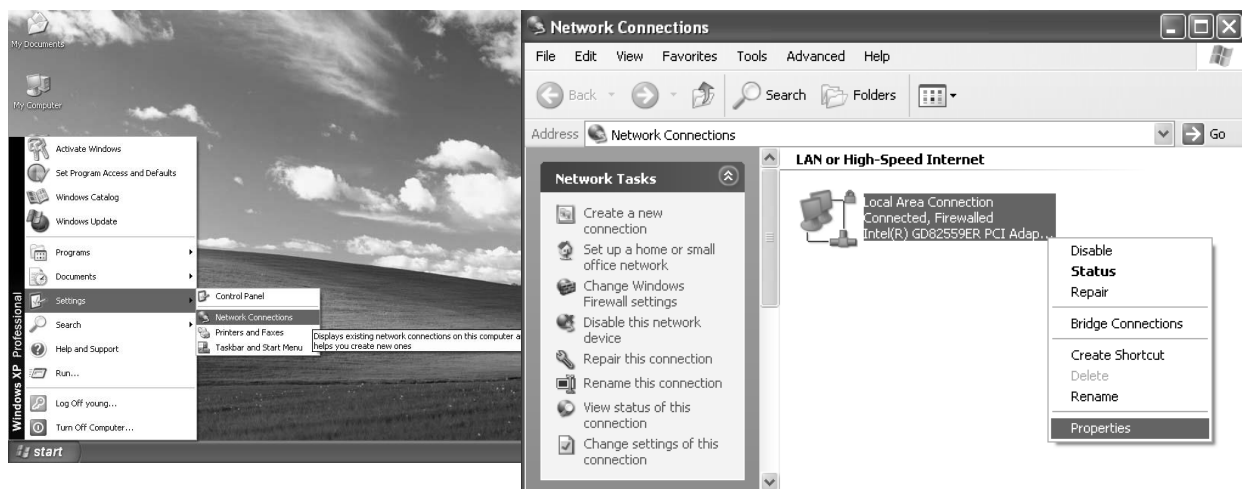 My Documents
My Computer
Activate Windows
Set Program Access and Defaults
Windows Catalog
Windows Update
Programs
Documents
Settings
Search
Help and Support
Run...
Log Off young...
Turn Off Computer...
Windows XP Professional
start
Control Panel
Network Connections
Printers and Faxes
Taskbar and Start Menu
Displays existing network connections on this computer a
helps you create new ones
Network Connections
File Edit View Favorites Tools Advanced Help
Back Search Folders
Address Network Connections Go
Network Tasks
Create a new
connection
Set up a home or small
office network
Change Windows
Firewall settings
Disable this network
device
Repair this connection
Rename this connection
View status of this
connection
Change settings of this
connection
LAN or High-Speed Internet
Local Area Connection
Connected, Firewalled
Intel(R) GD82559ER PCI Adap...
Disable
Status
Repair
Bridge Connections
Create Shortcut
Delete
Rename
Properties